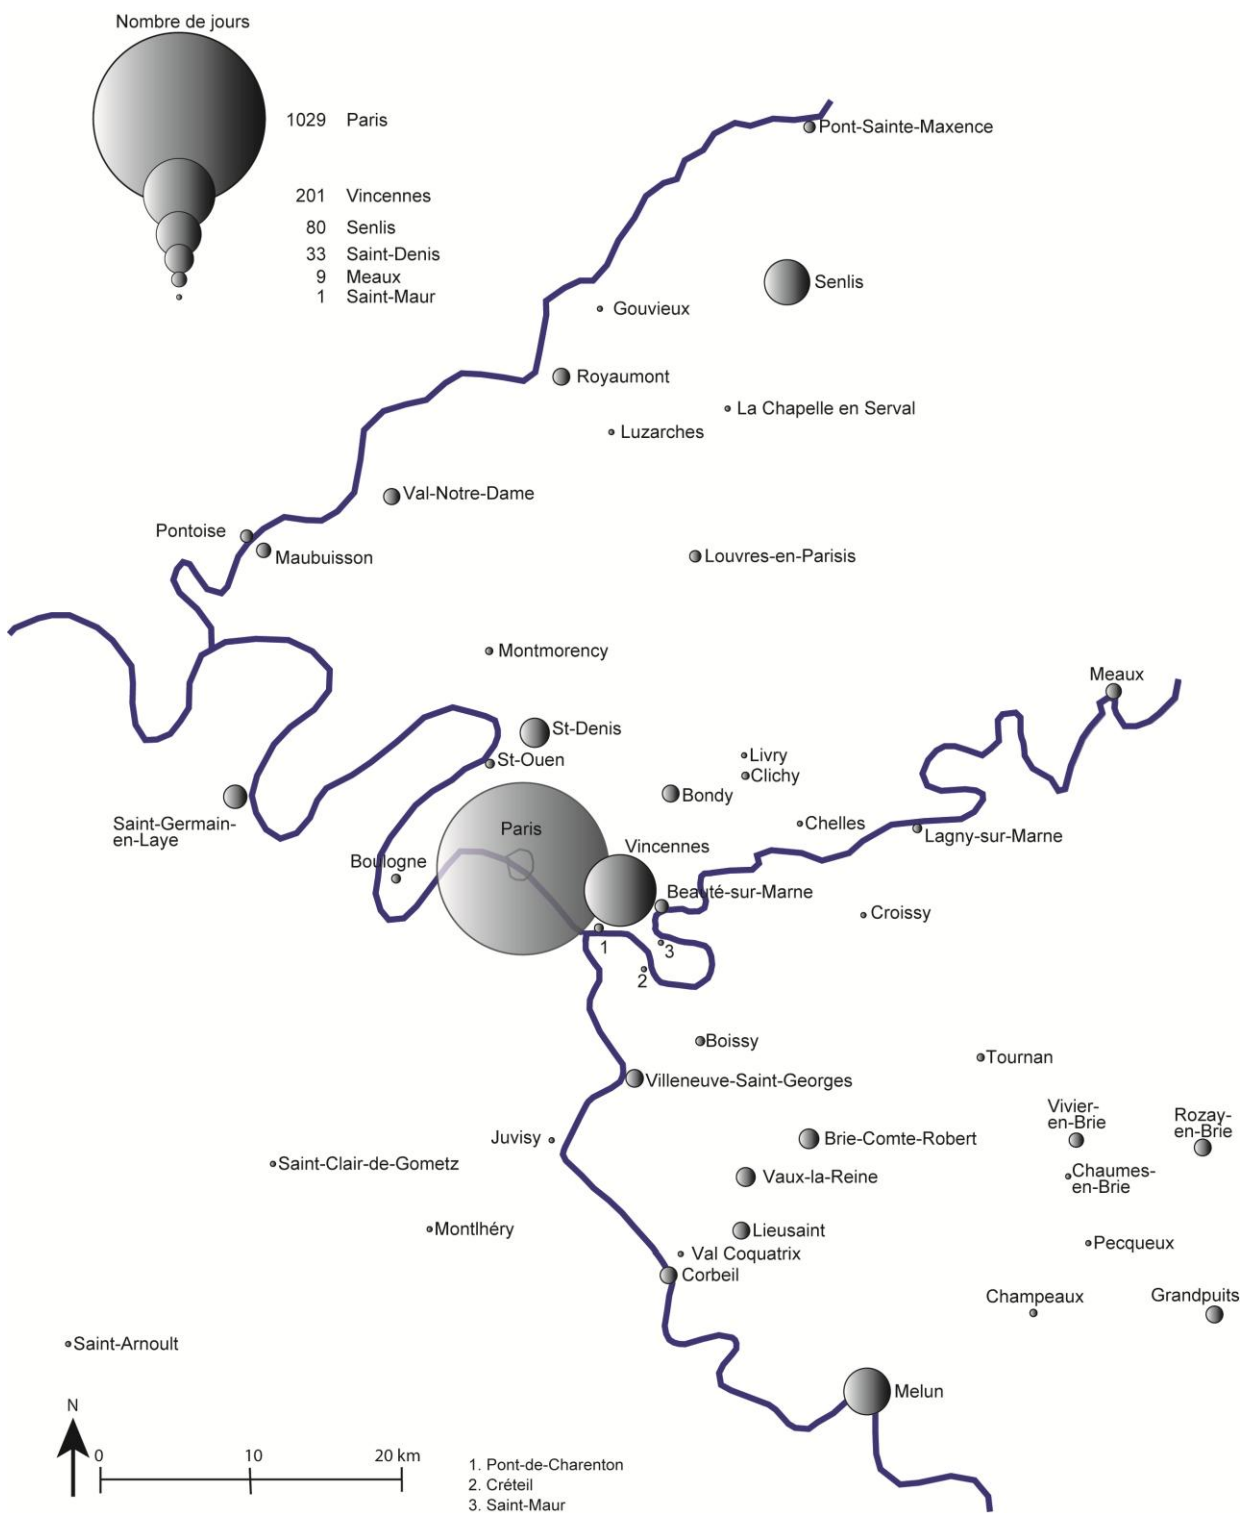 Nombre de jours
1029 Paris
201 Vincennes
80 Senlis
33 Saint-Denis
9 Meaux
1 Saint-Maur
Pont-Sainte-Maxence
Senlis
Gouvieux
Royaumont
La Chapelle en Serval
Luzarches
Val-Notre-Dame
Pontoise
Maubuisson
Louvres-en-Parisis
Montmorency
Meaux
St-Denis
St-Ouen
Livry
Clichy
Bondy
Saint-Germain-
en-Laye
Paris
Chelles
Lagny-sur-Marne
Vincennes
Boulogne
Beauté-sur-Marne
Croissy
1
3
2
Boissy
Tournan
Villeneuve-Saint-Georges
Vivier-
en-Brie
Rozay-
en-Brie
Juvisy
Brie-Comte-Robert
Saint-Clair-de-Gometz
Vaux-la-Reine
Chaumes-
en-Brie
Montlhéry
Lieusaint
Pecqueux
Val Coquatrix
Corbeil
Champeaux
Grandpuits
Saint-Arnoult
Melun
N
0 10 20 km
1. Pont-de-Charenton
2. Créteil
3. Saint-Maur